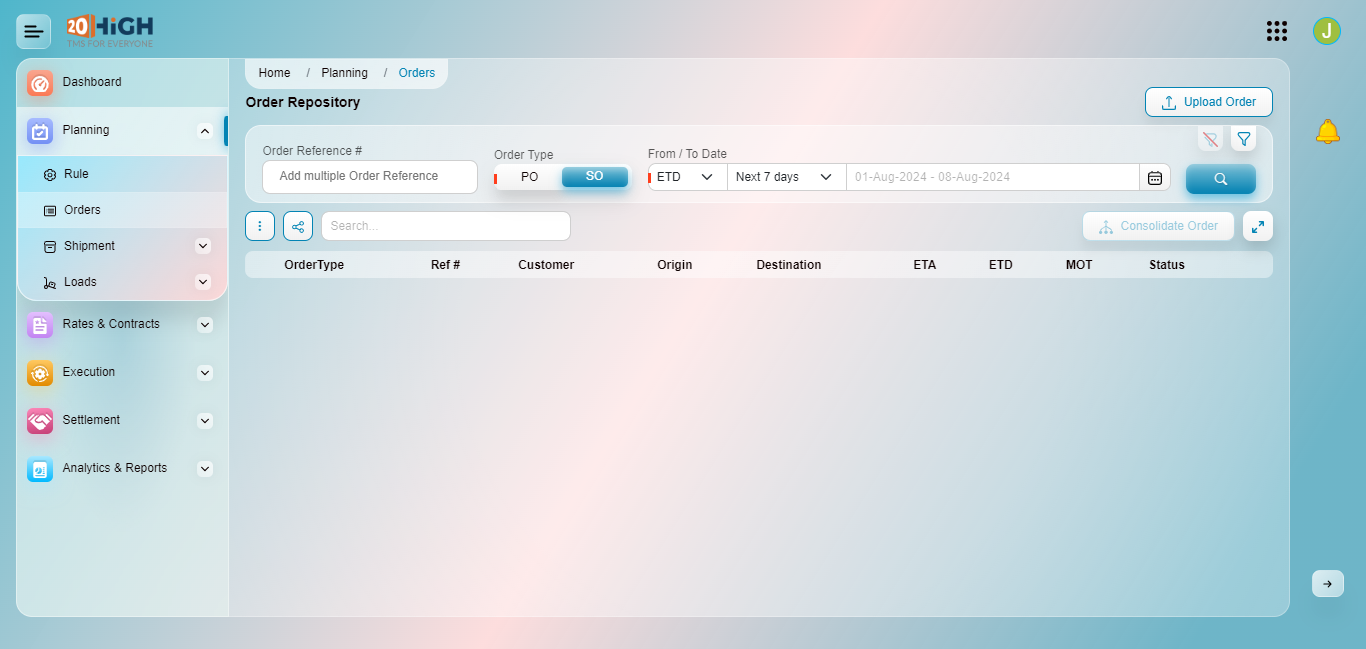 20HiGH
TMS FOR EVERYONE
J
Dashboard
Planning
Rule
Orders
Shipment
Loads
Rates & Contracts
Execution
Settlement
Analytics & Reports
Home / Planning / Orders
Order Repository
Upload Order
Order Reference #
Add multiple Order Reference
Order Type
PO SO
From / To Date
ETD Next 7 days 01-Aug-2024 - 08-Aug-2024
Search...
Consolidate Order
OrderType Ref # Customer Origin Destination ETA ETD MOT Status